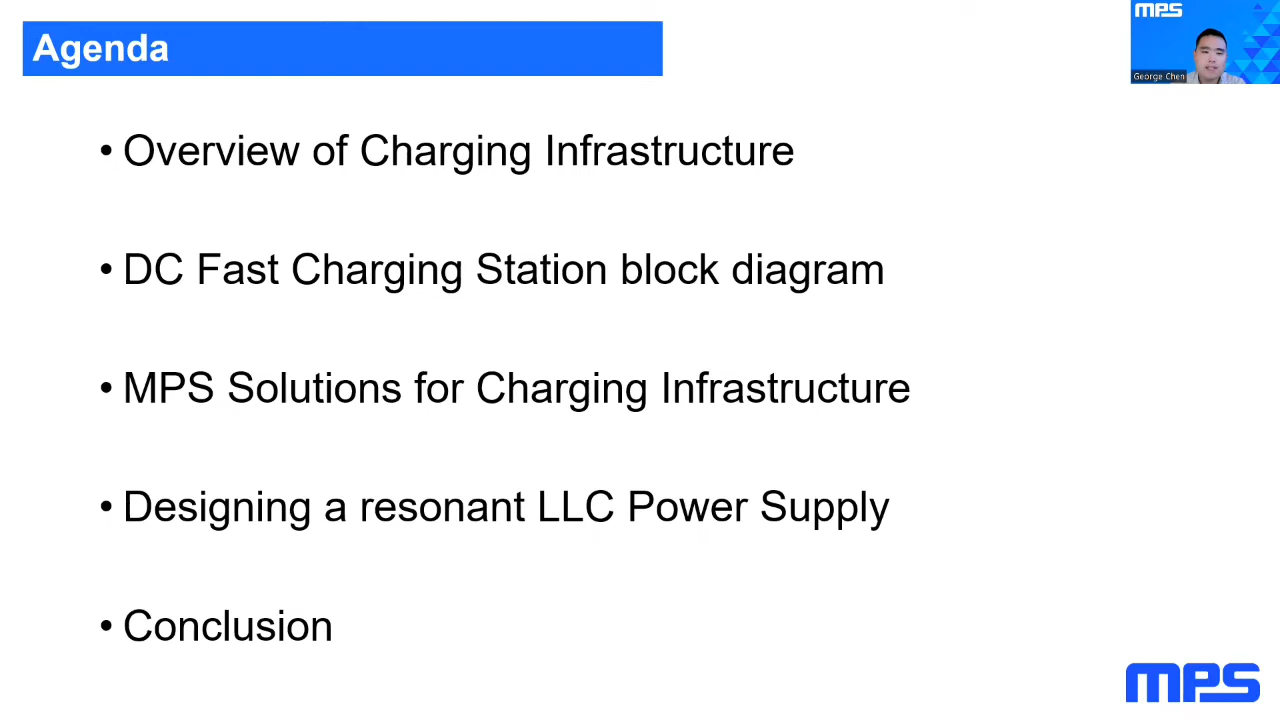 Agenda
MPS
George Chen
• Overview of Charging Infrastructure
• DC Fast Charging Station block diagram
• MPS Solutions for Charging Infrastructure
• Designing a resonant LLC Power Supply
• Conclusion
MPS